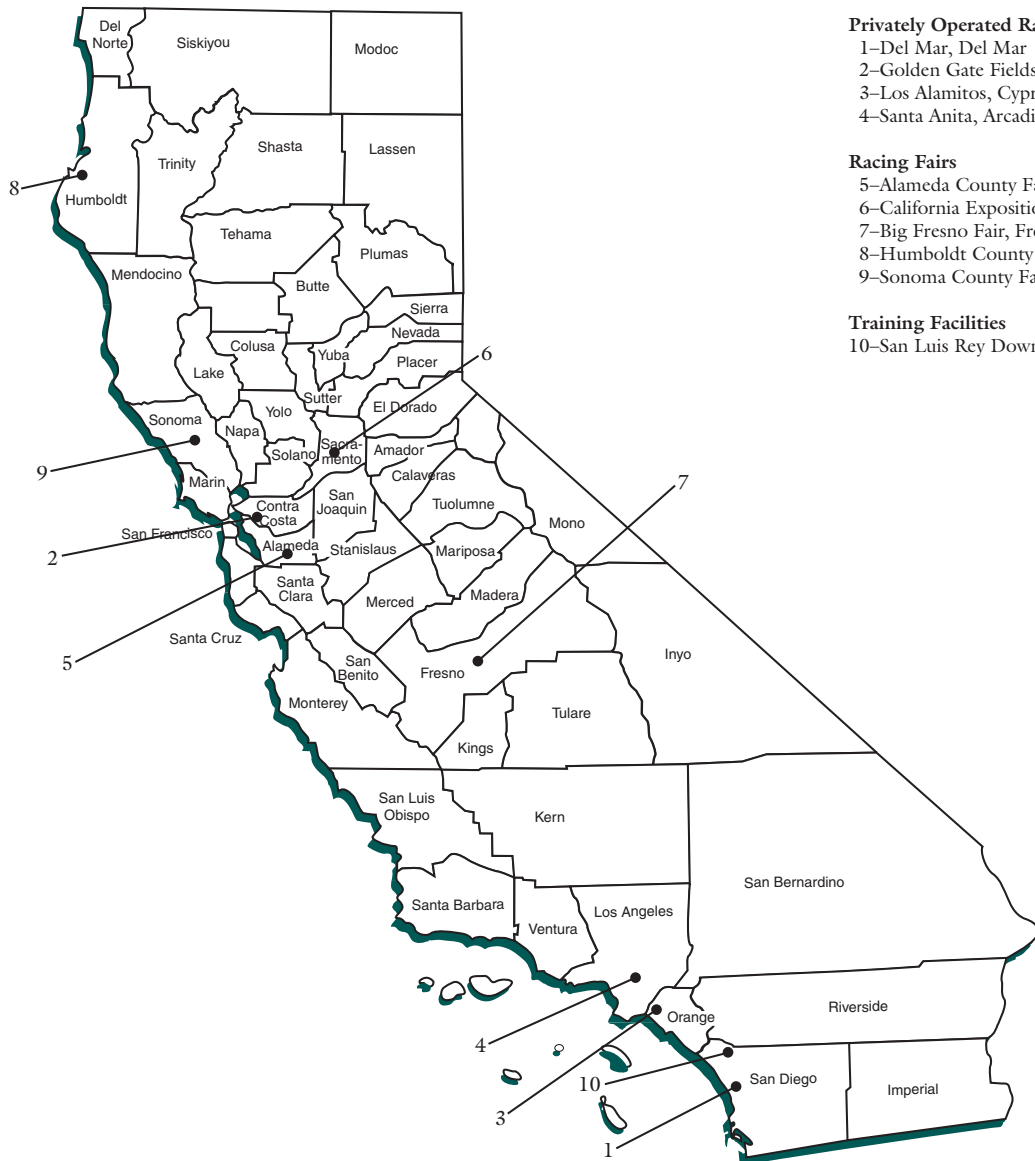 Privately Operated Ra
1–Del Mar, Del Mar
2–Golden Gate Fields
3–Los Alamitos, Cypr
4–Santa Anita, Arcadi
Racing Fairs
5–Alameda County Fa
6–California Expositio
7–Big Fresno Fair, Fre
8–Humboldt County
9–Sonoma County Fa
Training Facilities
10–San Luis Rey Down
Del
Norte
Siskiyou
Modoc
Trinity
Shasta
Lassen
8
Humboldt
Tehama
Plumas
Mendocino
Butte
Sierra
Nevada
Colusa
Yuba
Placer
6
Lake
Sutter
El Dorado
Sonoma
Yolo
Napa
Sacra-
mento
Amador
Solano
9
Marin
Calaveras
7
San
Joaquin
Tuolumne
Contra
Costa
Mono
San Francisco
2
Alameda
Stanislaus
Mariposa
Santa
Clara
Merced
Madera
Santa Cruz
5
San
Benito
Fresno
Inyo
Monterey
Tulare
Kings
San Luis
Obispo
Kern
San Bernardino
Santa Barbara
Los Angeles
Ventura
Riverside
Orange
4
10
San Diego
Imperial
3
1